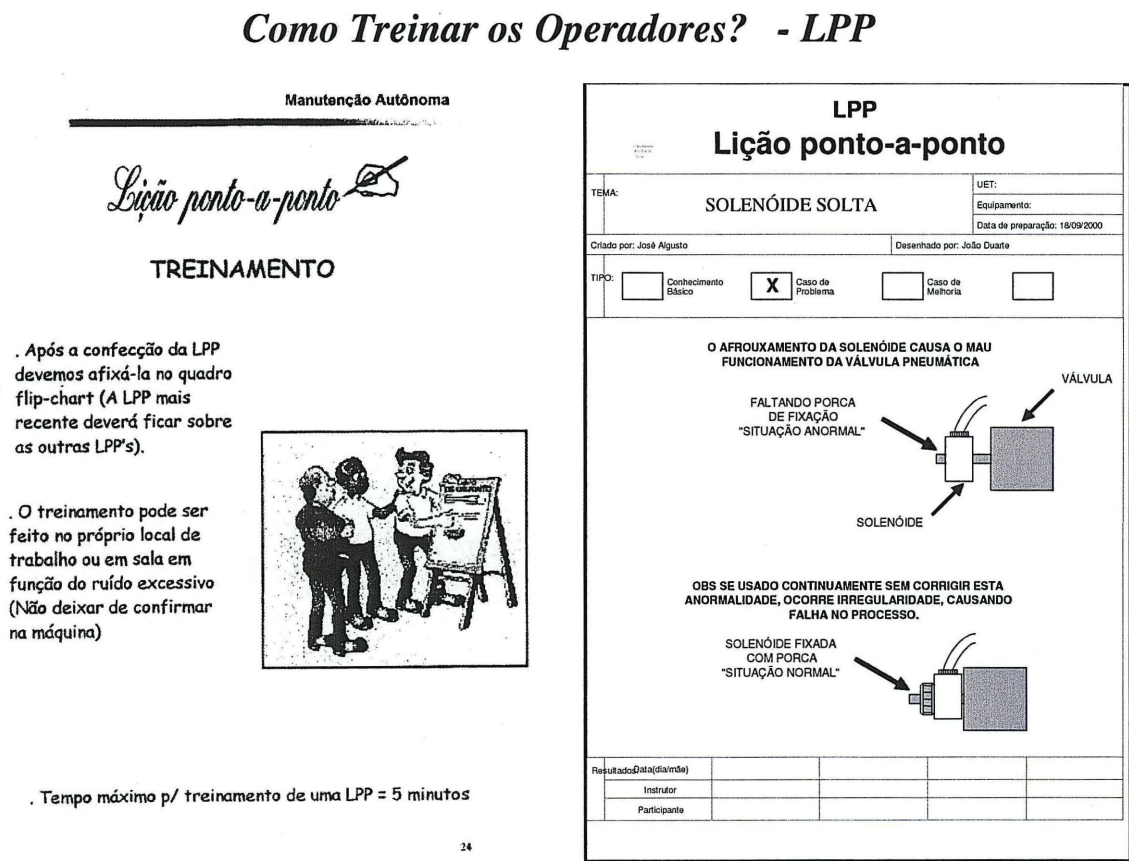 Como Treinar os Operadores? - LPP
Manutenção Autônoma
Lição ponto-a-ponto
TREINAMENTO
. Após a confecção da LPP
devemos afixá-la no quadro
flip-chart (A LPP mais
recente deverá ficar sobre
as outras LPP's).
. O treinamento pode ser
feito no próprio local de
trabalho ou em sala em
função do ruído excessivo
(Não deixar de confirmar
na máquina)
. Tempo máximo p/ treinamento de uma LPP = 5 minutos
24
LPP
Lição ponto-a-ponto
TEMA:
SOLENÓIDE SOLTA
UET:
Equipamento:
Data de preparação: 18/09/2000
Criado por: José Algusto
Desenhado por: João Duarte
TIPO:
Conhecimento
Básico
X
Caso de
Problema
Caso de
Melhoria
O AFROUXAMENTO DA SOLENÓIDE CAUSA O MAU
FUNCIONAMENTO DA VÁLVULA PNEUMÁTICA
VÁLVULA
FALTANDO PORCA
DE FIXAÇÃO
"SITUAÇÃO ANORMAL"
SOLENÓIDE
OBS SE USADO CONTINUAMENTE SEM CORRIGIR ESTA
ANORMALIDADE, OCORRE IRREGULARIDADE, CAUSANDO
FALHA NO PROCESSO.
SOLENÓIDE FIXADA
COM PORCA
"SITUAÇÃO NORMAL"
Resultados
Data(dia/mãe)
Instrutor
Participante